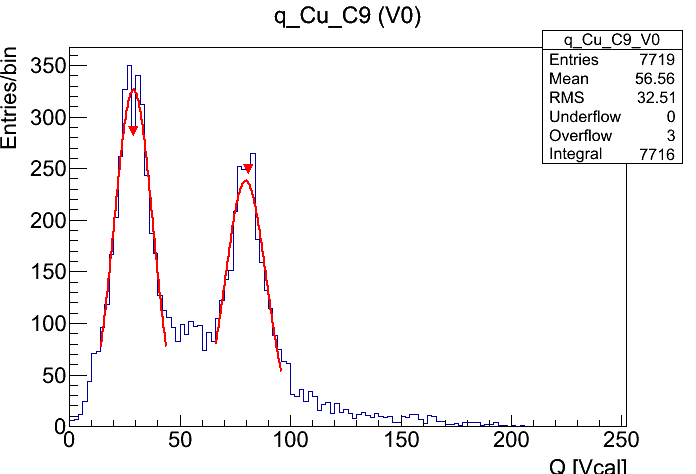 q_Cu_C9 (V0)
q_Cu_C9_V0
Entries 7719
Mean 56.56
RMS 32.51
Underflow 0
Overflow 3
Integral 7716
Entries/bin
350
300
250
200
150
100
50
0
0 50 100 150 200 250
Q [Vcal]